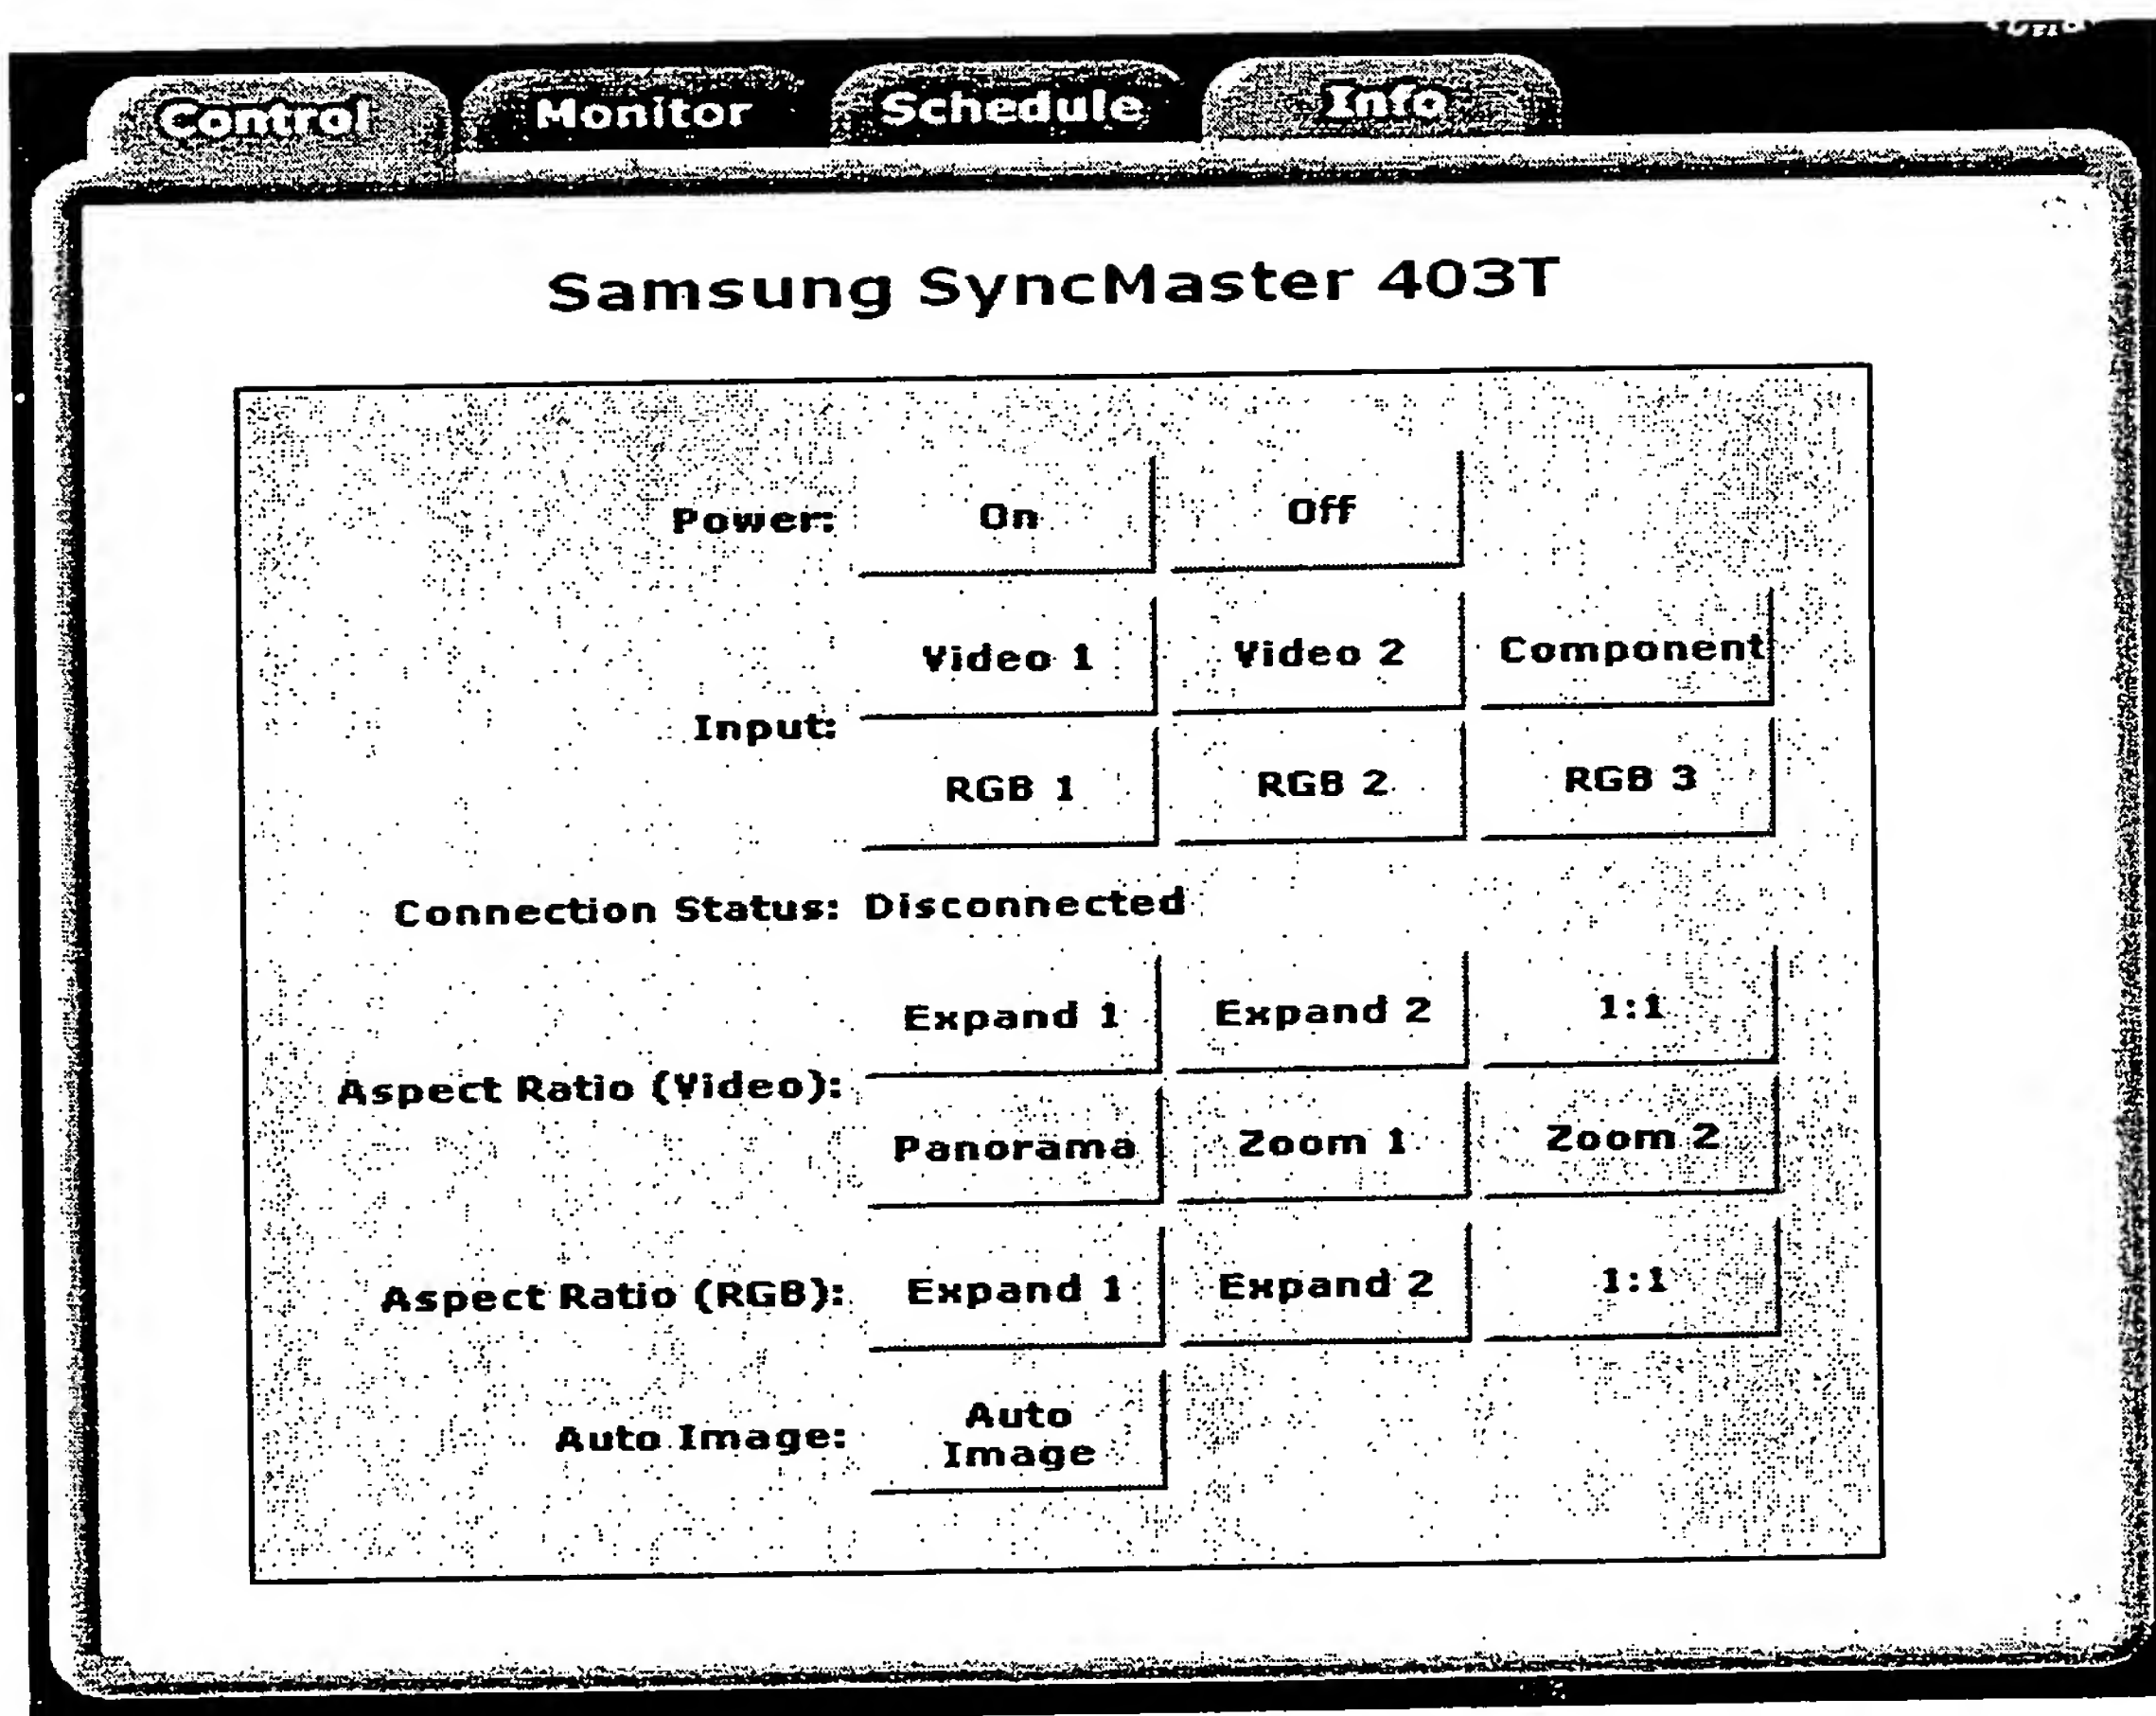 Control Monitor Schedule Info
Samsung SyncMaster 403T
Power: On Off
Video 1 Video 2 Component
Input:
RGB 1 RGB 2 RGB 3
Connection Status: Disconnected
Expand 1 Expand 2 1:1
Aspect Ratio (Video):
Panorama Zoom 1 Zoom 2
Aspect Ratio (RGB): Expand 1 Expand 2 1:1
Auto Image: Auto
Image